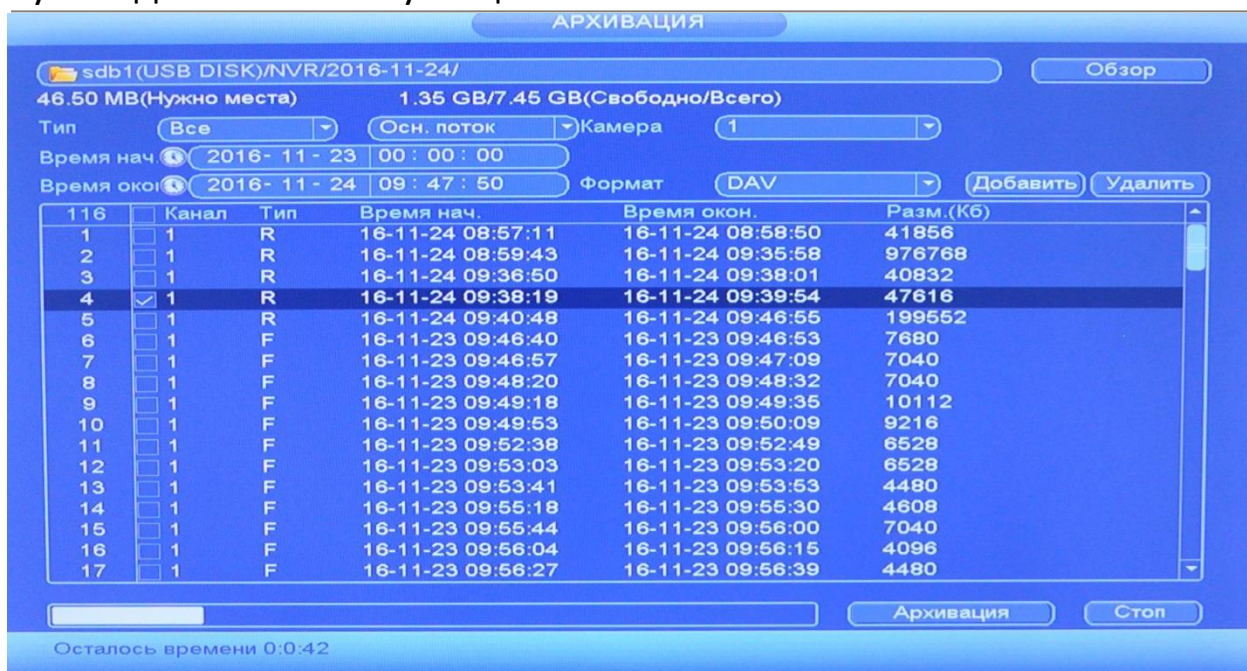 АРХИВАЦИЯ
sdb1(USB DISK)/NVR/2016-11-24/ Обзор
46.50 MB(Нужно места) 1.35 GB/7.45 GB(Свободно/Всего)
Тип Все Осн. поток Камера 1
Время нач. 2016- 11 - 23 00 : 00 : 00
Время окон 2016- 11 - 24 09 : 47 : 50 Формат DAV Добавить Удалить
116 Канал Тип Время нач. Время окон. Разм.(Кб)
1 1 R 16-11-24 08:57:11 16-11-24 08:58:50 41856
2 1 R 16-11-24 08:59:43 16-11-24 09:35:58 976768
3 1 R 16-11-24 09:36:50 16-11-24 09:38:01 40832
4 1 R 16-11-24 09:38:19 16-11-24 09:39:54 47616
5 1 R 16-11-24 09:40:48 16-11-24 09:46:55 199552
6 1 F 16-11-23 09:46:40 16-11-23 09:46:53 7680
7 1 F 16-11-23 09:46:57 16-11-23 09:47:09 7040
8 1 F 16-11-23 09:48:20 16-11-23 09:48:32 7040
9 1 F 16-11-23 09:49:18 16-11-23 09:49:35 10112
10 1 F 16-11-23 09:49:53 16-11-23 09:50:09 9216
11 1 F 16-11-23 09:52:38 16-11-23 09:52:49 6528
12 1 F 16-11-23 09:53:03 16-11-23 09:53:20 6528
13 1 F 16-11-23 09:53:41 16-11-23 09:53:53 4480
14 1 F 16-11-23 09:55:18 16-11-23 09:55:30 4608
15 1 F 16-11-23 09:55:44 16-11-23 09:56:00 7040
16 1 F 16-11-23 09:56:04 16-11-23 09:56:15 4096
17 1 F 16-11-23 09:56:27 16-11-23 09:56:39 4480
Архивация Стоп
Осталось времени 0:0:42